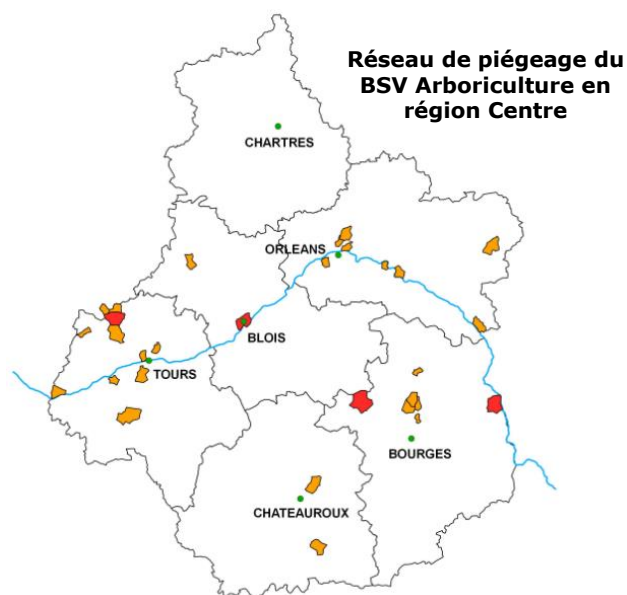 Réseau de piégeage du
BSV Arboriculture en
région Centre
CHARTRES
ORLEANS
BLOIS
TOURS
BOURGES
CHATEAUROUX